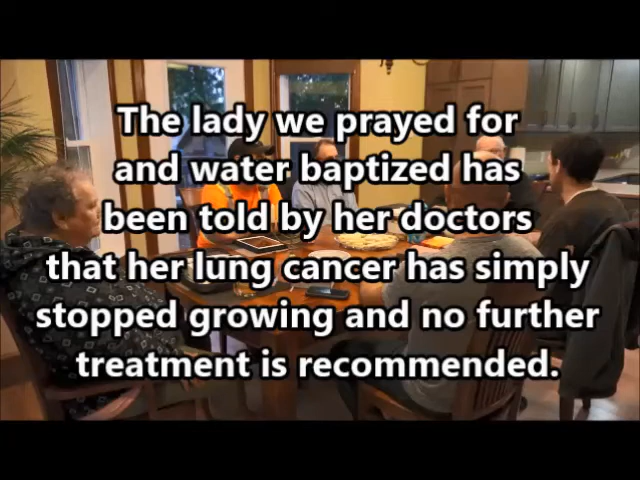 The lady we prayed for
and water baptized has
been told by her doctors
that her lung cancer has simply
stopped growing and no further
treatment is recommended.